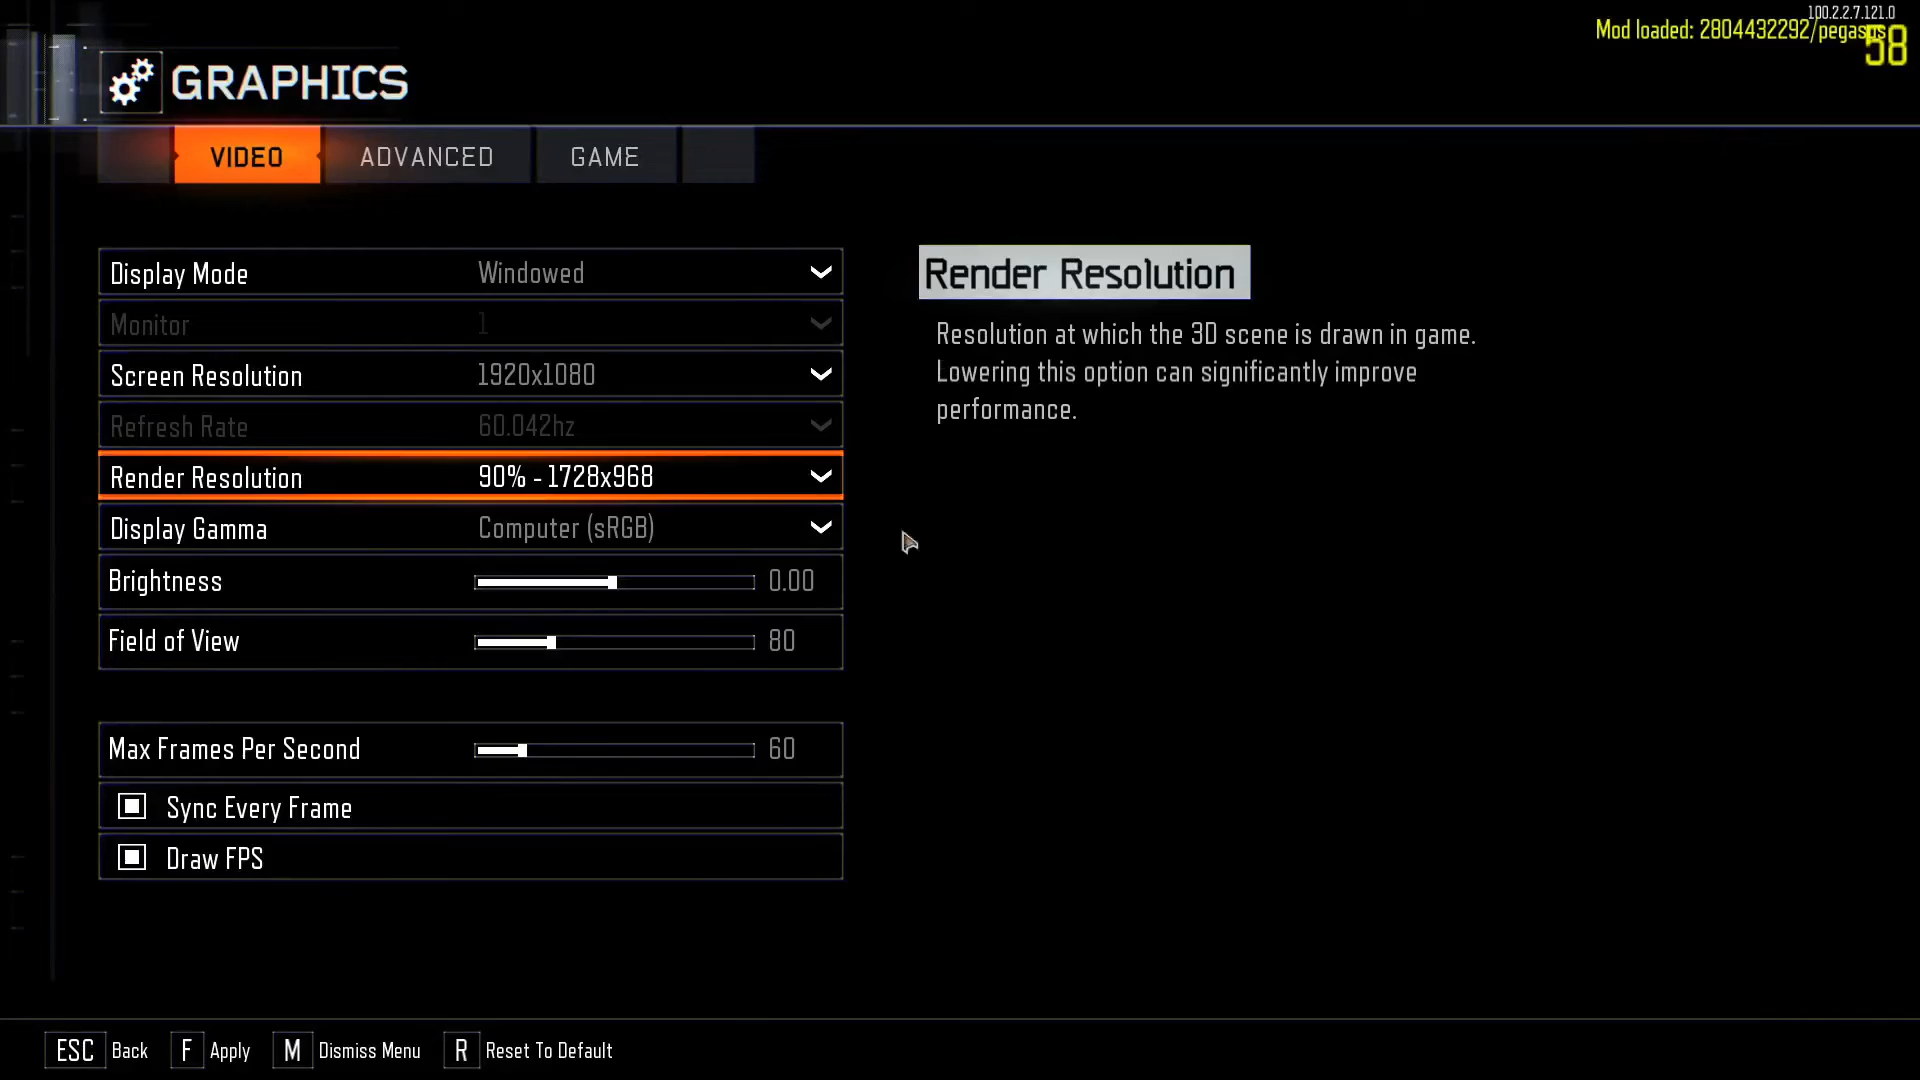 100.2.2.7.121.0
Mod loaded: 2804432292/pegasus
58
GRAPHICS
VIDEO
ADVANCED
GAME
Display Mode Windowed
Monitor 1
Screen Resolution 1920x1080
Refresh Rate 60.042hz
Render Resolution 90% - 1728x968
Display Gamma Computer (sRGB)
Brightness 0.00
Field of View 80
Max Frames Per Second 60
Sync Every Frame
Draw FPS
Render Resolution
Resolution at which the 3D scene is drawn in game.
Lowering this option can significantly improve
performance.
ESC Back F Apply M Dismiss Menu R Reset To Default